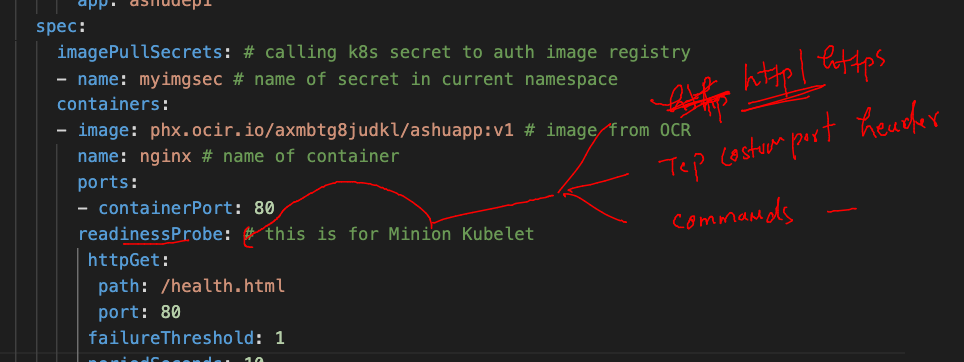 app: ashudep1
spec:
imagePullSecrets: # calling k8s secret to auth image registry
- name: myimgsec # name of secret in current namespace
containers:
- image: phx.ocir.io/axmbtg8judkl/ashuapp:v1 # image from OCR
name: nginx # name of container
ports:
- containerPort: 80
readinessProbe: # this is for Minion Kubelet
httpGet:
path: /health.html
port: 80
failureThreshold: 1
periodSeconds: 10
http / https
Tcp header
commands